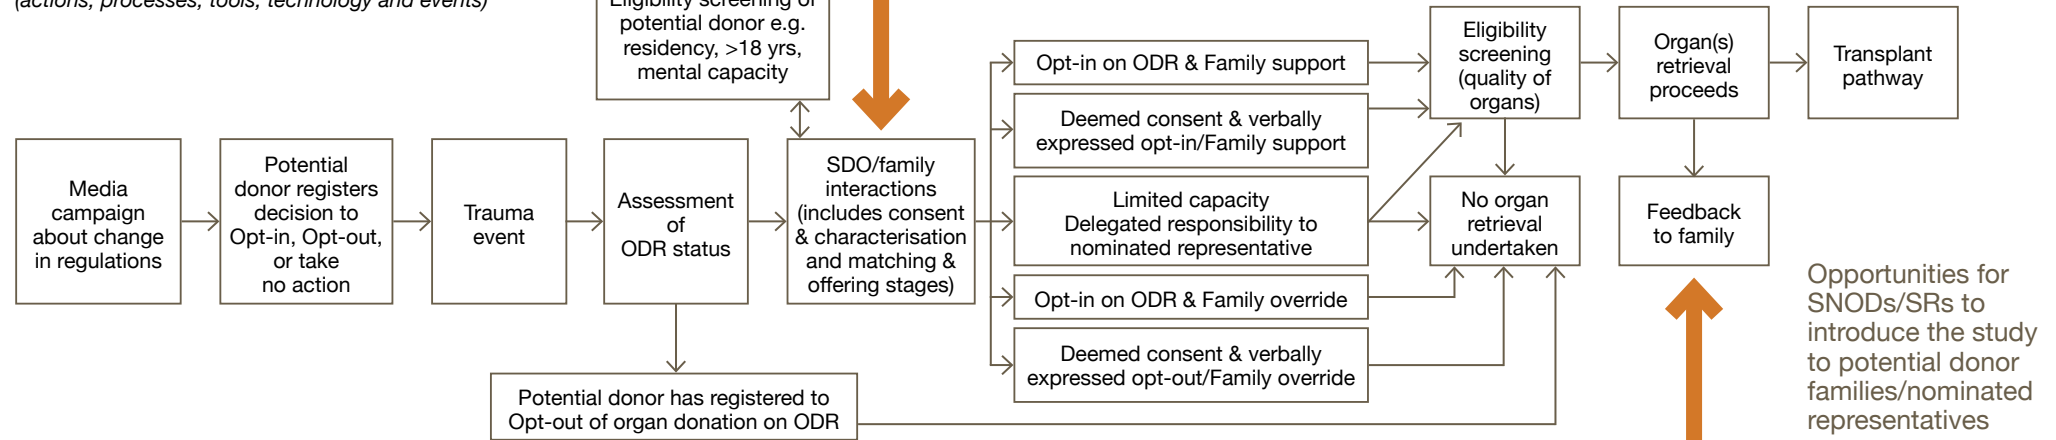 (actions, processes, tools, technology and events)
Eligibility screening of
potential donor e.g.
residency, >18 yrs,
mental capacity
Media
campaign
about change
in regulations
Potential
donor registers
decision to
Opt-in, Opt-out,
or take
no action
Trauma
event
Assessment
of
ODR status
SDO/family
interactions
(includes consent
& characterisation
and matching &
offering stages)
Potential donor has registered to
Opt-out of organ donation on ODR
Opt-in on ODR & Family support
Deemed consent & verbally
expressed opt-in/Family support
Limited capacity
Delegated responsibility to
nominated representative
Opt-in on ODR & Family override
Deemed consent & verbally
expressed opt-out/Family override
Eligibility
screening
(quality of
organs)
No organ
retrieval
undertaken
Organ(s)
retrieval
proceeds
Feedback
to family
Transplant
pathway
Opportunities for
SNODs/SRs to
introduce the study
to potential donor
families/nominated
representatives